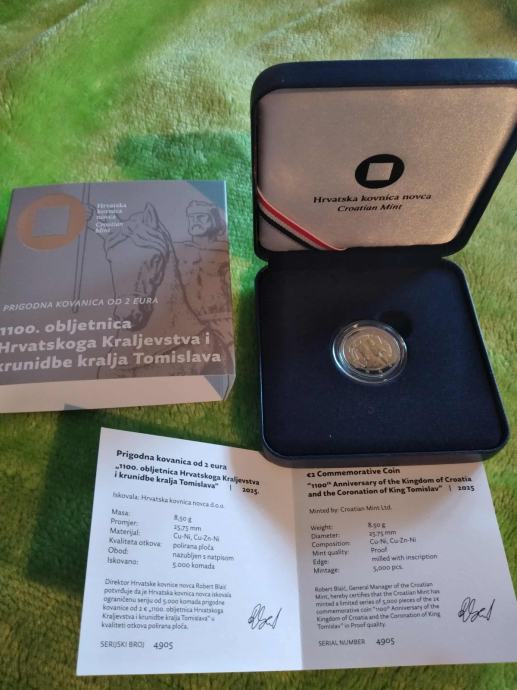 Hrvatska
kovnica
novca
Croatian
Mint
PRIGODNA KOVANICA OD 2 EURA
1100. obljetnica
Hrvatskoga Kraljevstva i
krunidbe kralja Tomislava
Hrvatska kovnica novca
Croatian Mint
Prigodna kovanica od 2 eura
„1100. obljetnica Hrvatskoga Kraljevstva
i krunidbe kralja Tomislava” | 2025.
Iskovala: Hrvatska kovnica novca d.o.o.
Masa: 8,50 g
Promjer: 25,75 mm
Materijal: Cu-Ni, Cu-Zn-Ni
Kvaliteta otkova: polirana ploča
Obod: nazubljen s natpisom
Iskovano: 5.000 komada
Direktor Hrvatske kovnice novca Robert Blaić
potvrđuje da je Hrvatska kovnica novca iskovala
ograničenu seriju od 5.000 komada prigodne
kovanice od 2 € „1100. obljetnica Hrvatskoga
Kraljevstva i krunidbe kralja Tomislava” u
kvaliteti otkova polirana ploča.
SERIJSKI BROJ 4905
€2 Commemorative Coin
"1100th Anniversary of the Kingdom of Croatia
and the Coronation of King Tomislav" | 2025
Minted by: Croatian Mint Ltd.
Weight: 8.50 g
Diameter: 25.75 mm
Composition: Cu-Ni, Cu-Zn-Ni
Mint quality: Proof
Edge: milled with inscription
Mintage: 5,000 pcs.
Robert Blaić, General Manager of the Croatian
Mint, hereby certifies that the Croatian Mint has
minted a limited series of 5,000 pieces of the 2€
commemorative coin "1100th Anniversary of the
Kingdom of Croatia and the Coronation of King
Tomislav" in Proof quality.
SERIAL NUMBER 4905